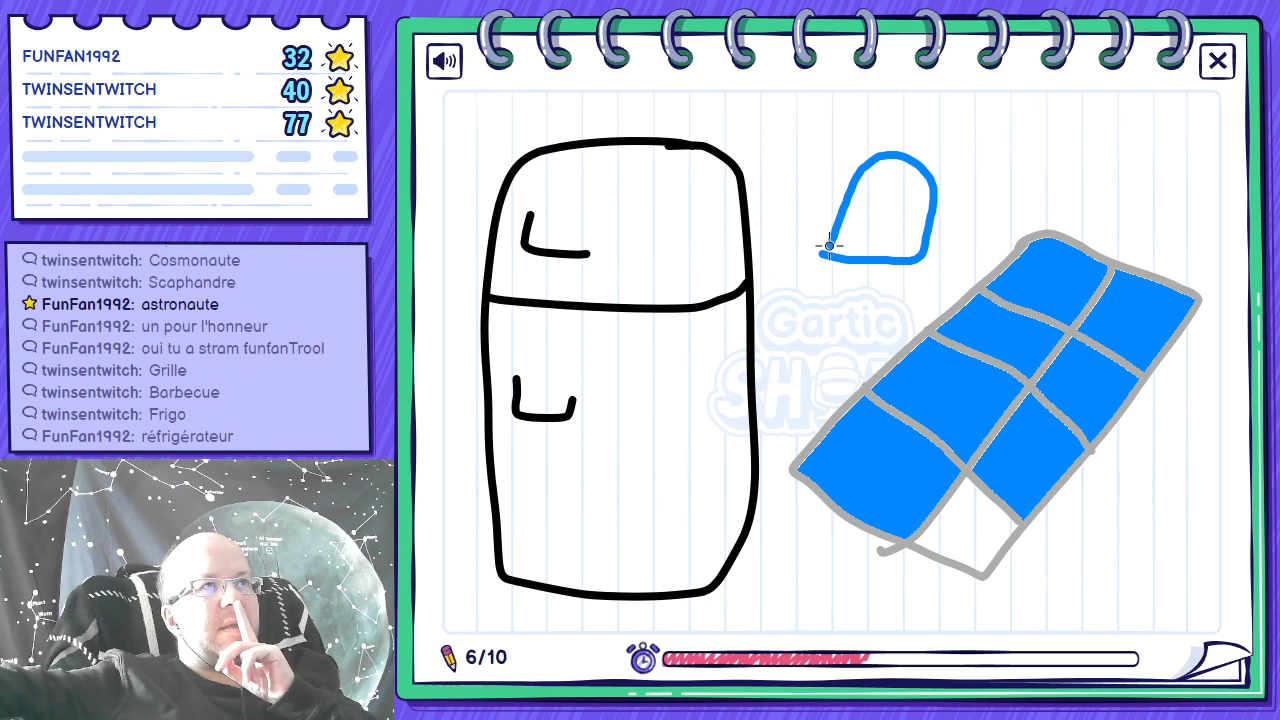 FUNFAN1992 32
TWINSENTWITCH 40
TWINSENTWITCH 77
twinsentwitch: Cosmonaute
twinsentwitch: Scaphandre
FunFan1992: astronaute
FunFan1992: un pour l'honneur
FunFan1992: oui tu a stram funfanTrool
twinsentwitch: Grille
twinsentwitch: Barbecue
twinsentwitch: Frigo
FunFan1992: réfrigérateur
Gartic
6/10